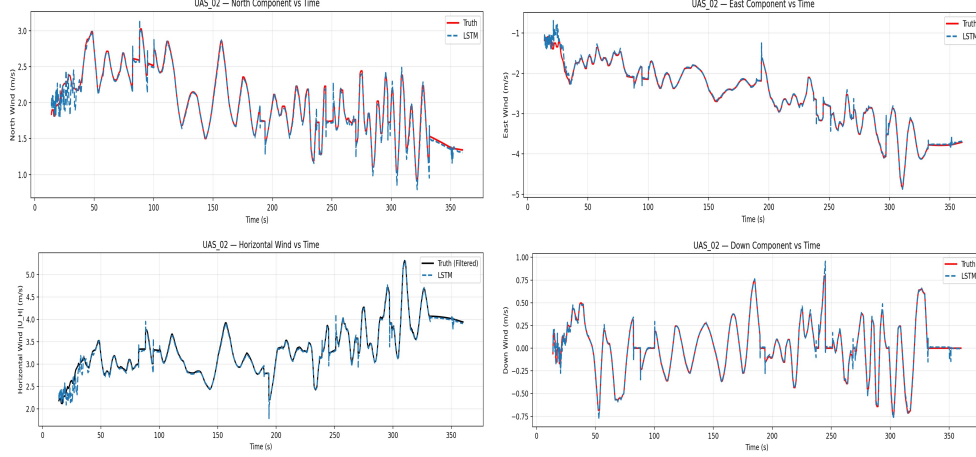 UAS_02 — North Component vs Time
North Wind (m/s)
3.0
2.5
2.0
1.5
1.0
Truth
LSTM
0 50 100 150 200 250 300 350
Time (s)
UAS_02 — East Component vs Time
East Wind (m/s)
−1
−2
−3
−4
−5
Truth
LSTM
0 50 100 150 200 250 300 350
Time (s)
UAS_02 — Horizontal Wind vs Time
Horizontal Wind |U_H| (m/s)
5.0
4.5
4.0
3.5
3.0
2.5
2.0
Truth (Filtered)
LSTM
0 50 100 150 200 250 300 350
Time (s)
UAS_02 — Down Component vs Time
Down Wind (m/s)
1.00
0.75
0.50
0.25
0.00
−0.25
−0.50
−0.75
Truth
LSTM
0 50 100 150 200 250 300 350
Time (s)